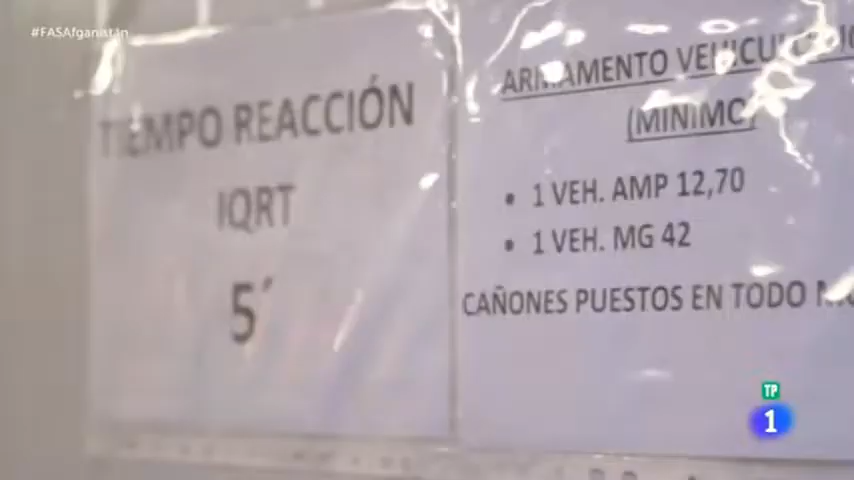 #FASAfganistán
TIEMPO REACCIÓN
IQRT
5´
ARMAMENTO
(MÍNIMO)
• 1 VEH. AMP 12,70
• 1 VEH. MG 42
CAÑONES PUESTOS EN TODO
TP
1